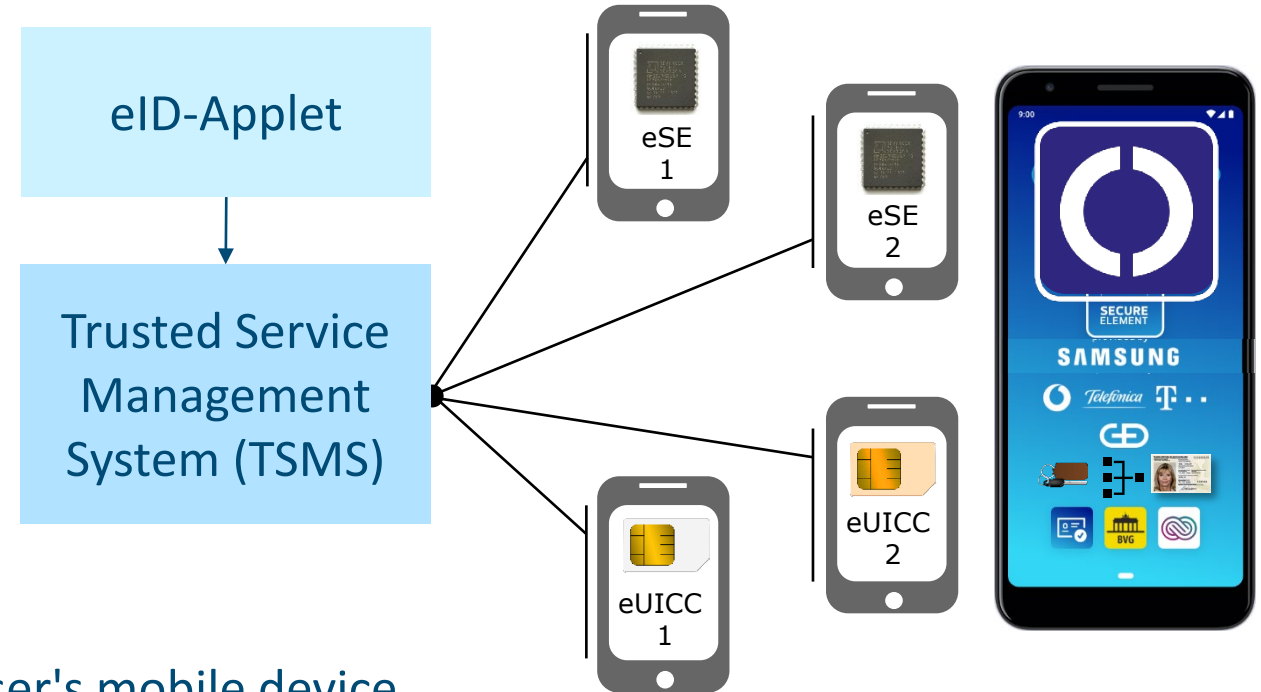 eID-Applet
Trusted Service
Management
System (TSMS)
eSE
1
eSE
2
eUICC
1
eUICC
2
9:00
SECURE
ELEMENT
SAMSUNG
Telefónica
T
BVG
ser's mobile device